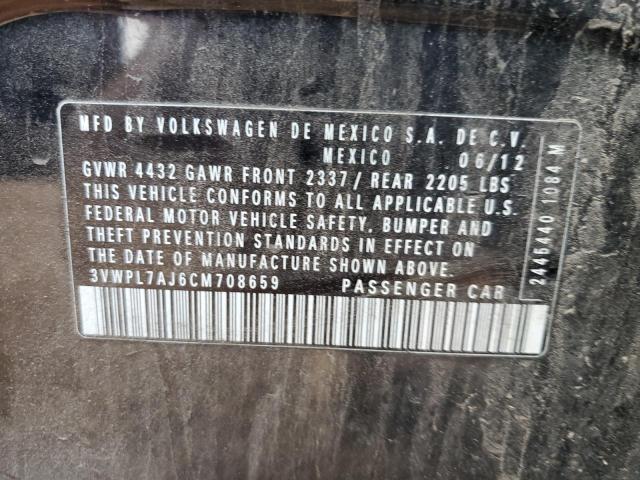 MFD BY VOLKSWAGEN DE MEXICO S.A. DE C.V.
MEXICO 06/12
GVWR 4432 GAWR FRONT 2337/ REAR 2205 LBS
THIS VEHICLE CONFORMS TO ALL APPLICABLE U.S.
FEDERAL MOTOR VEHICLE SAFETY, BUMPER AND
THEFT PREVENTION STANDARDS IN EFFECT ON
THE DATE OF MANUFACTURE SHOWN ABOVE.
3VWPL7AJ6CM708659 PASSENGER CAR
2445440 1084 M